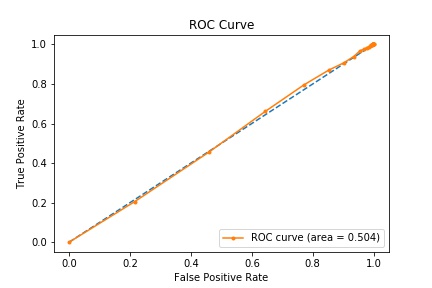 ROC Curve
1.0
0.8
0.6
0.4
0.2
0.0
True Positive Rate
ROC curve (area = 0.504)
0.0 0.2 0.4 0.6 0.8 1.0
False Positive Rate